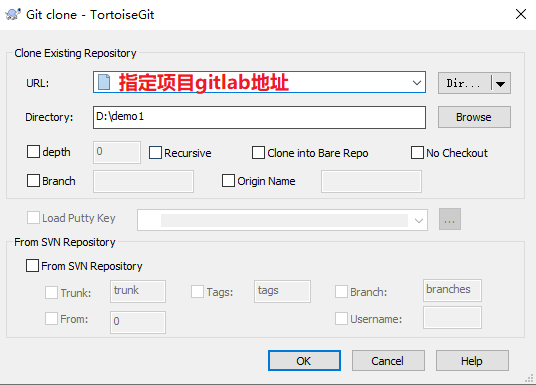 Git clone - TortoiseGit
Clone Existing Repository
URL: 指定项目gitlab地址 Dir...
Directory: D:\demo1 Browse
depth 0 Recursive Clone into Bare Repo No Checkout
Branch Origin Name
Load Putty Key ...
From SVN Repository
From SVN Repository
Trunk: trunk Tags: tags Branch: branches
From: 0 Username:
OK Cancel Help